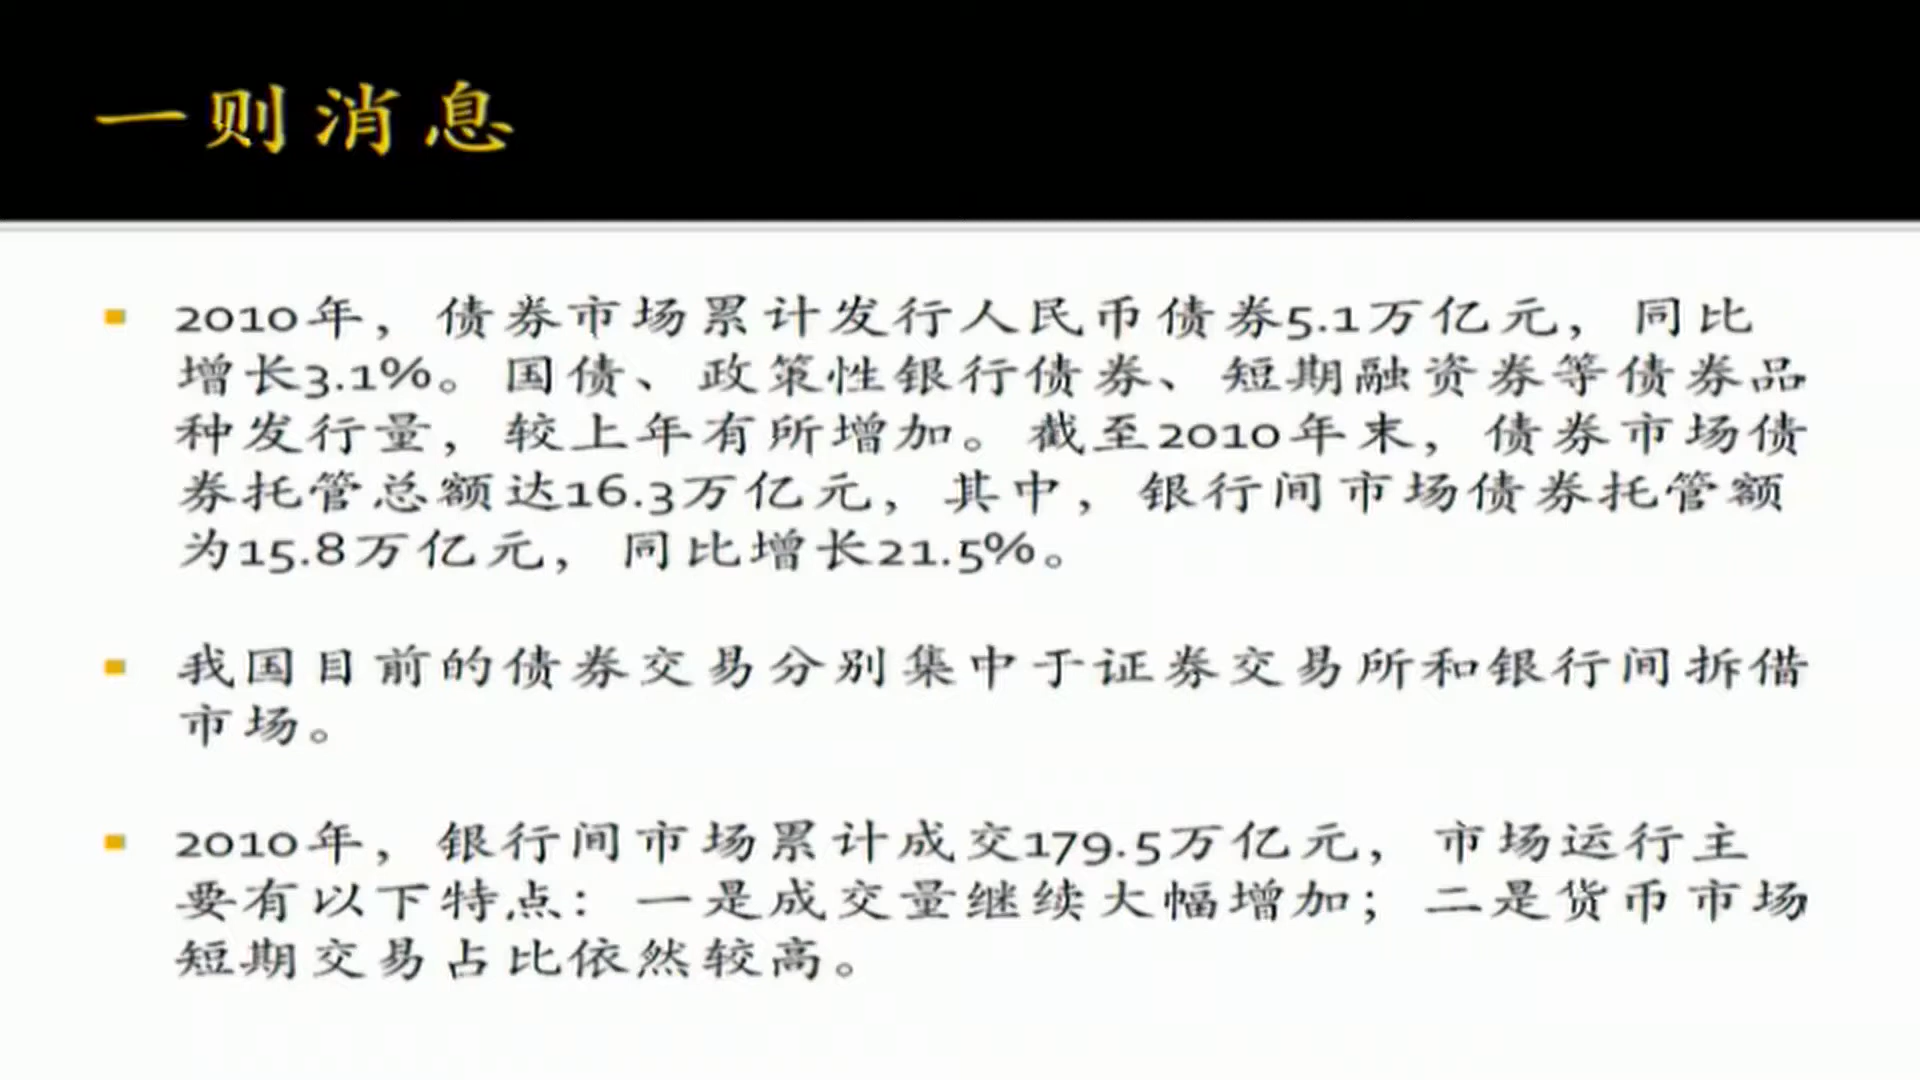 一则消息
2010年，债券市场累计发行人民币债券5.1万亿元，同比
增长3.1%。国债、政策性银行债券、短期融资券等债券品
种发行量，较上年有所增加。截至2010年末，债券市场债
券托管总额达16.3万亿元，其中，银行间市场债券托管额
为15.8万亿元，同比增长21.5%。
我国目前的债券交易分别集中于证券交易所和银行间拆借
市场。
2010年，银行间市场累计成交179.5万亿元，市场运行主
要有以下特点：一是成交量继续大幅增加；二是货币市场
短期交易占比依然较高。